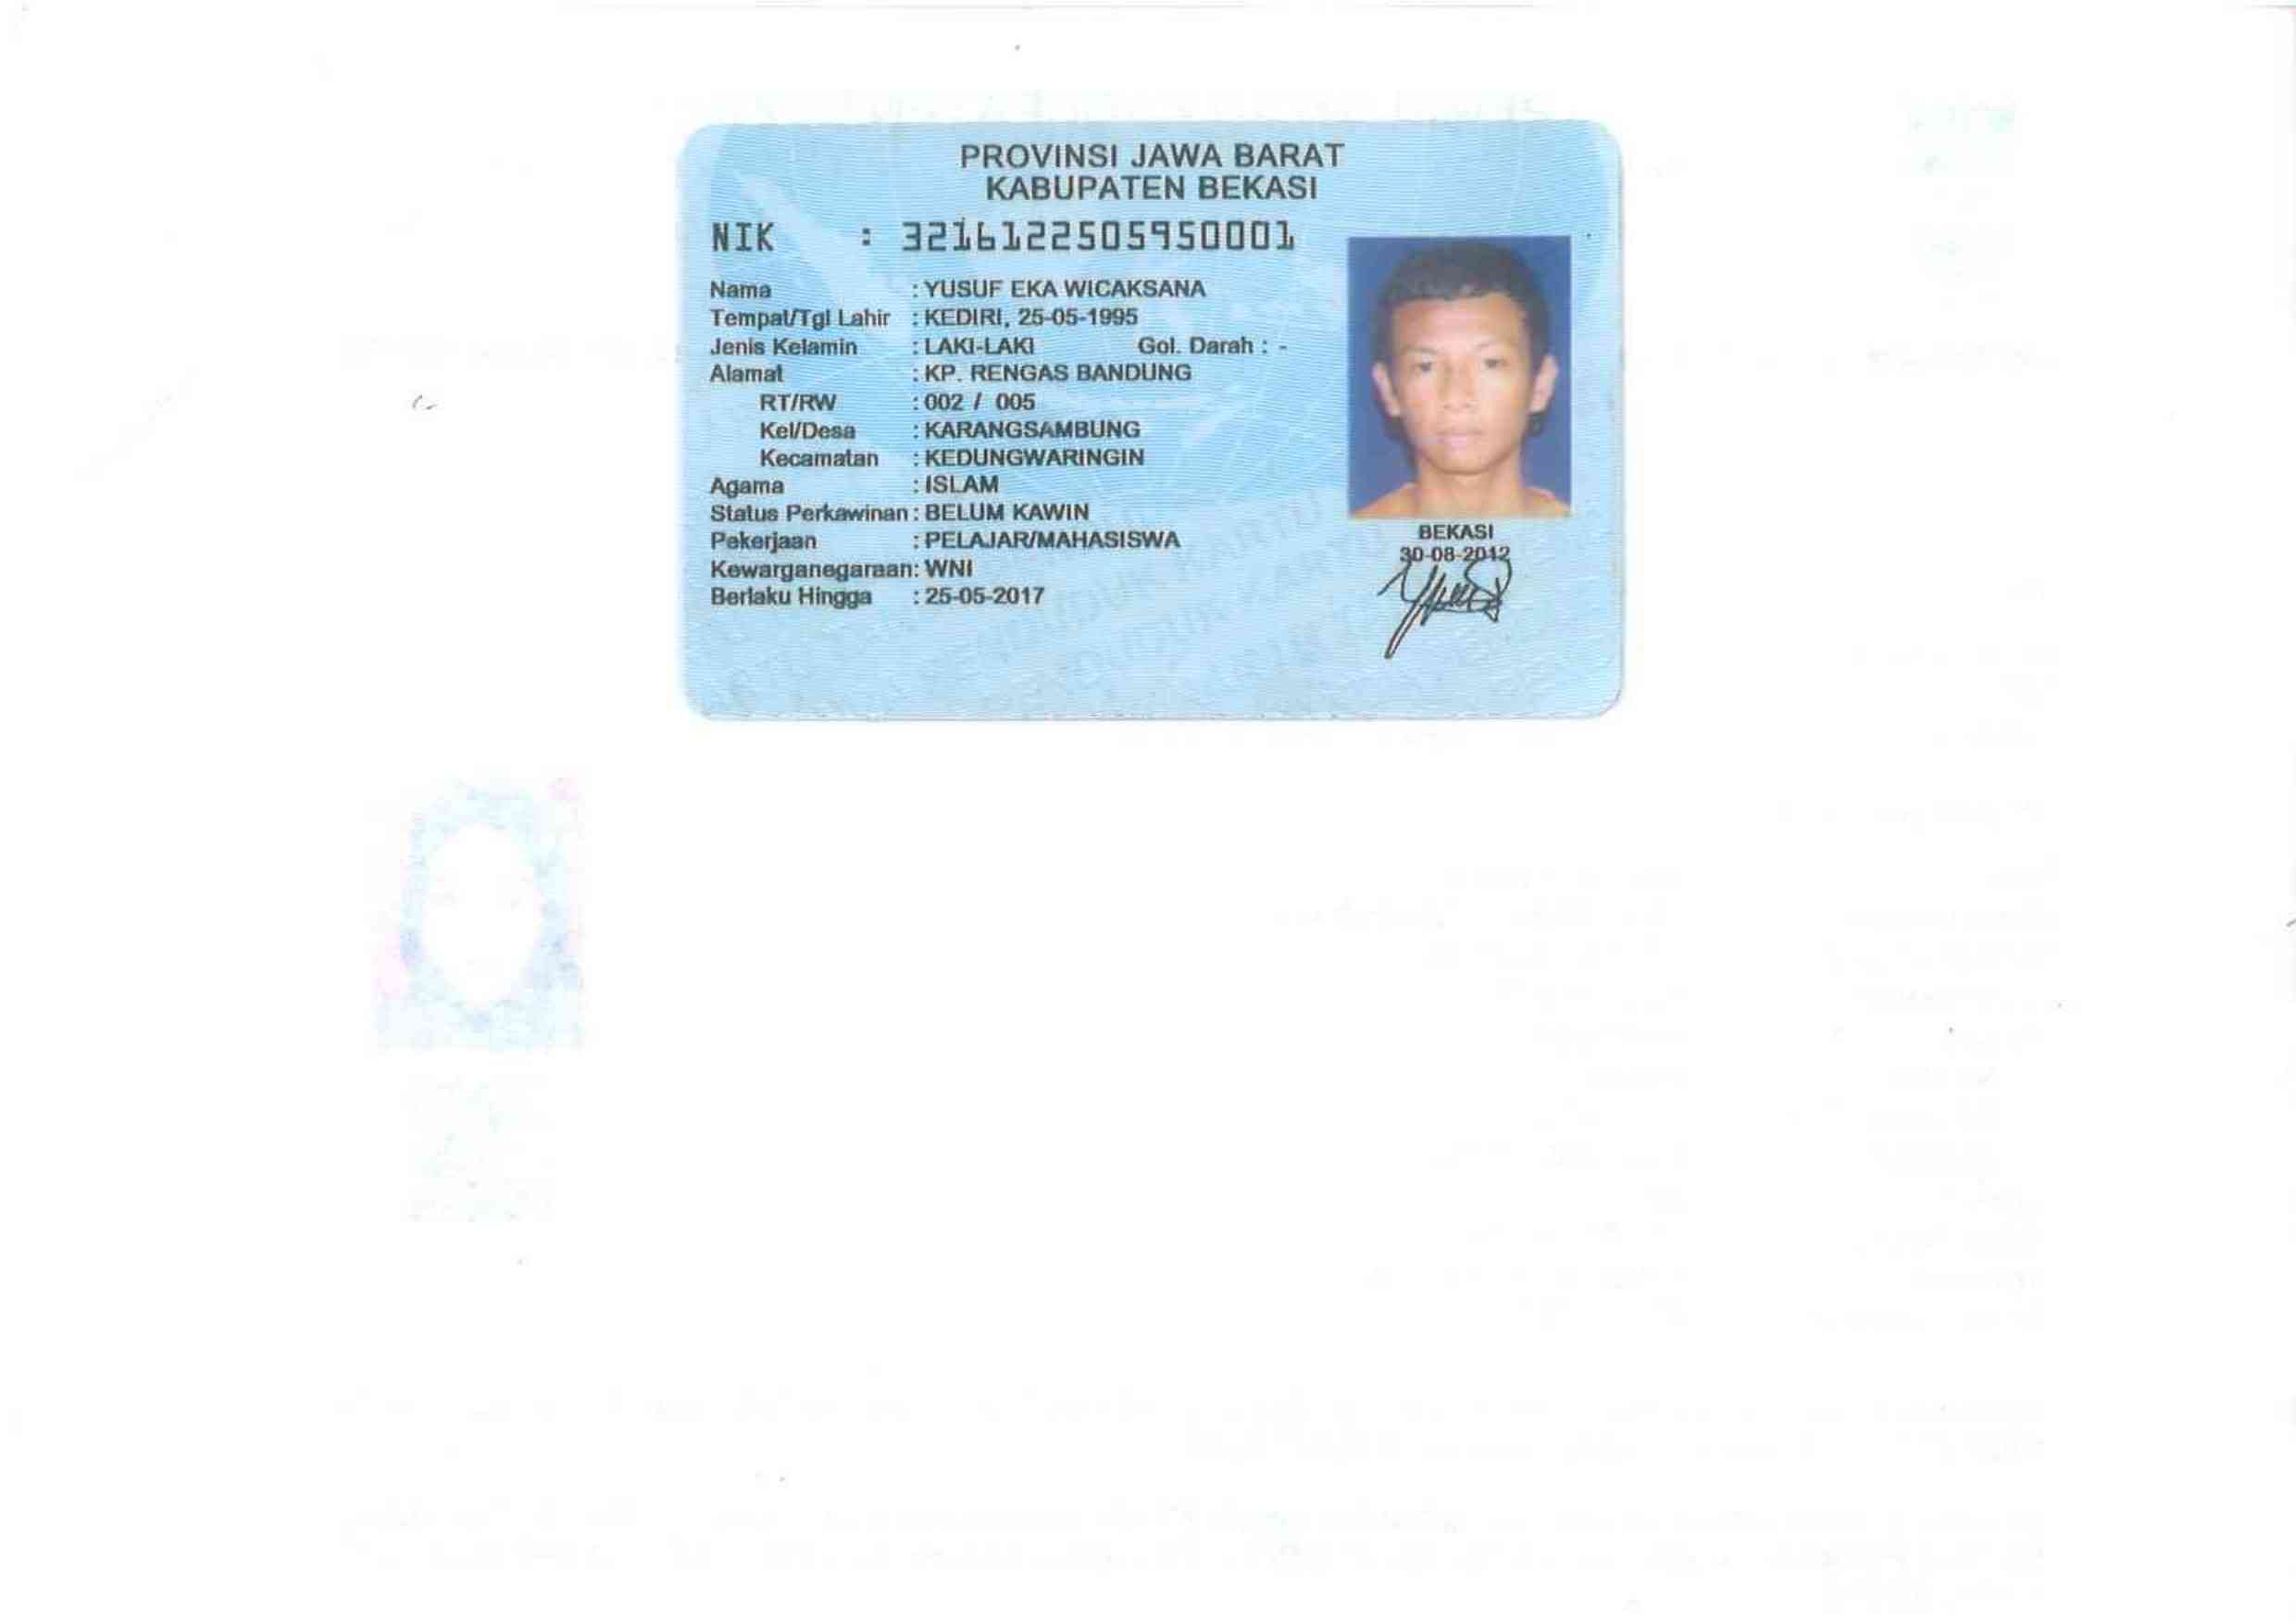 PROVINSI JAWA BARAT
KABUPATEN BEKASI
NIK : 3216122505950001
Nama : YUSUF EKA WICAKSANA
Tempat/Tgl Lahir : KEDIRI, 25-05-1995
Jenis Kelamin : LAKI-LAKI Gol. Darah : -
Alamat : KP. RENGAS BANDUNG
RT/RW : 002 / 005
Kel/Desa : KARANGSAMBUNG
Kecamatan : KEDUNGWARINGIN
Agama : ISLAM
Status Perkawinan : BELUM KAWIN
Pekerjaan : PELAJAR/MAHASISWA
Kewarganegaraan: WNI
Berlaku Hingga : 25-05-2017
BEKASI
30-08-2012